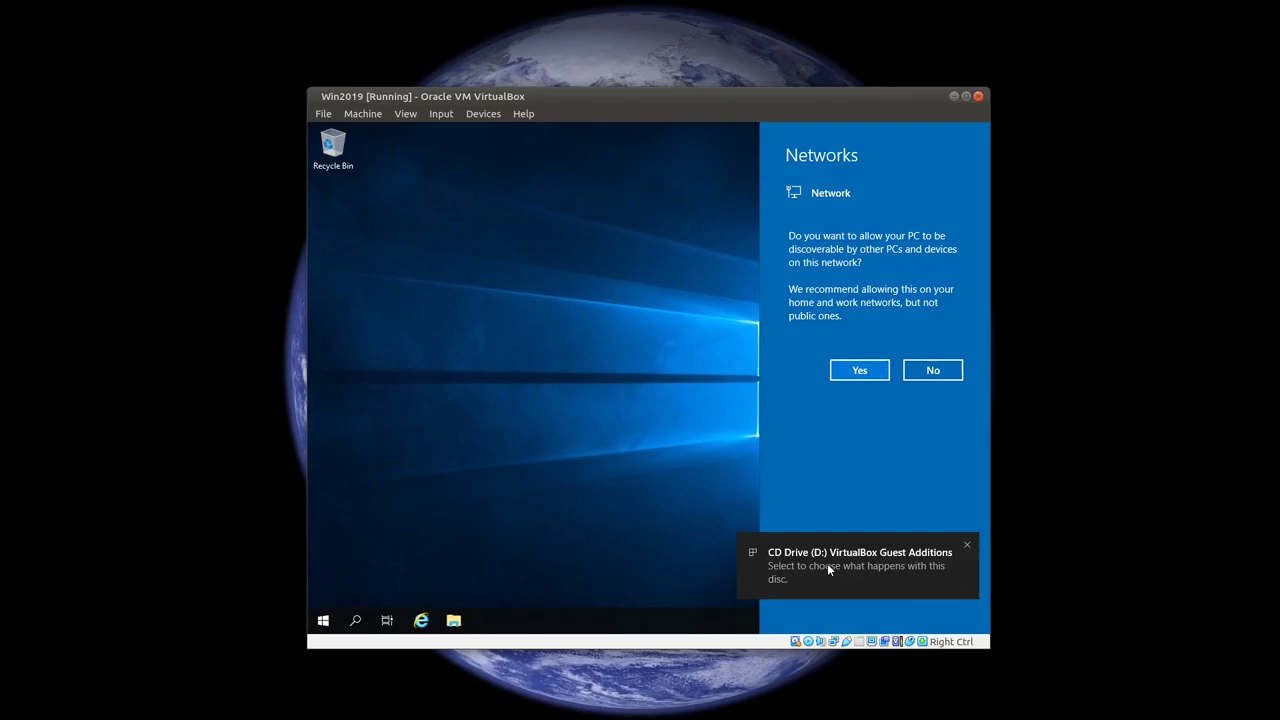 Win2019 [Running] - Oracle VM VirtualBox
File Machine View Input Devices Help
Recycle Bin
Networks
Network
Do you want to allow your PC to be
discoverable by other PCs and devices
on this network?
We recommend allowing this on your
home and work networks, but not
public ones.
Yes No
CD Drive (D:) VirtualBox Guest Additions
Select to choose what happens with this
disc.
Right Ctrl